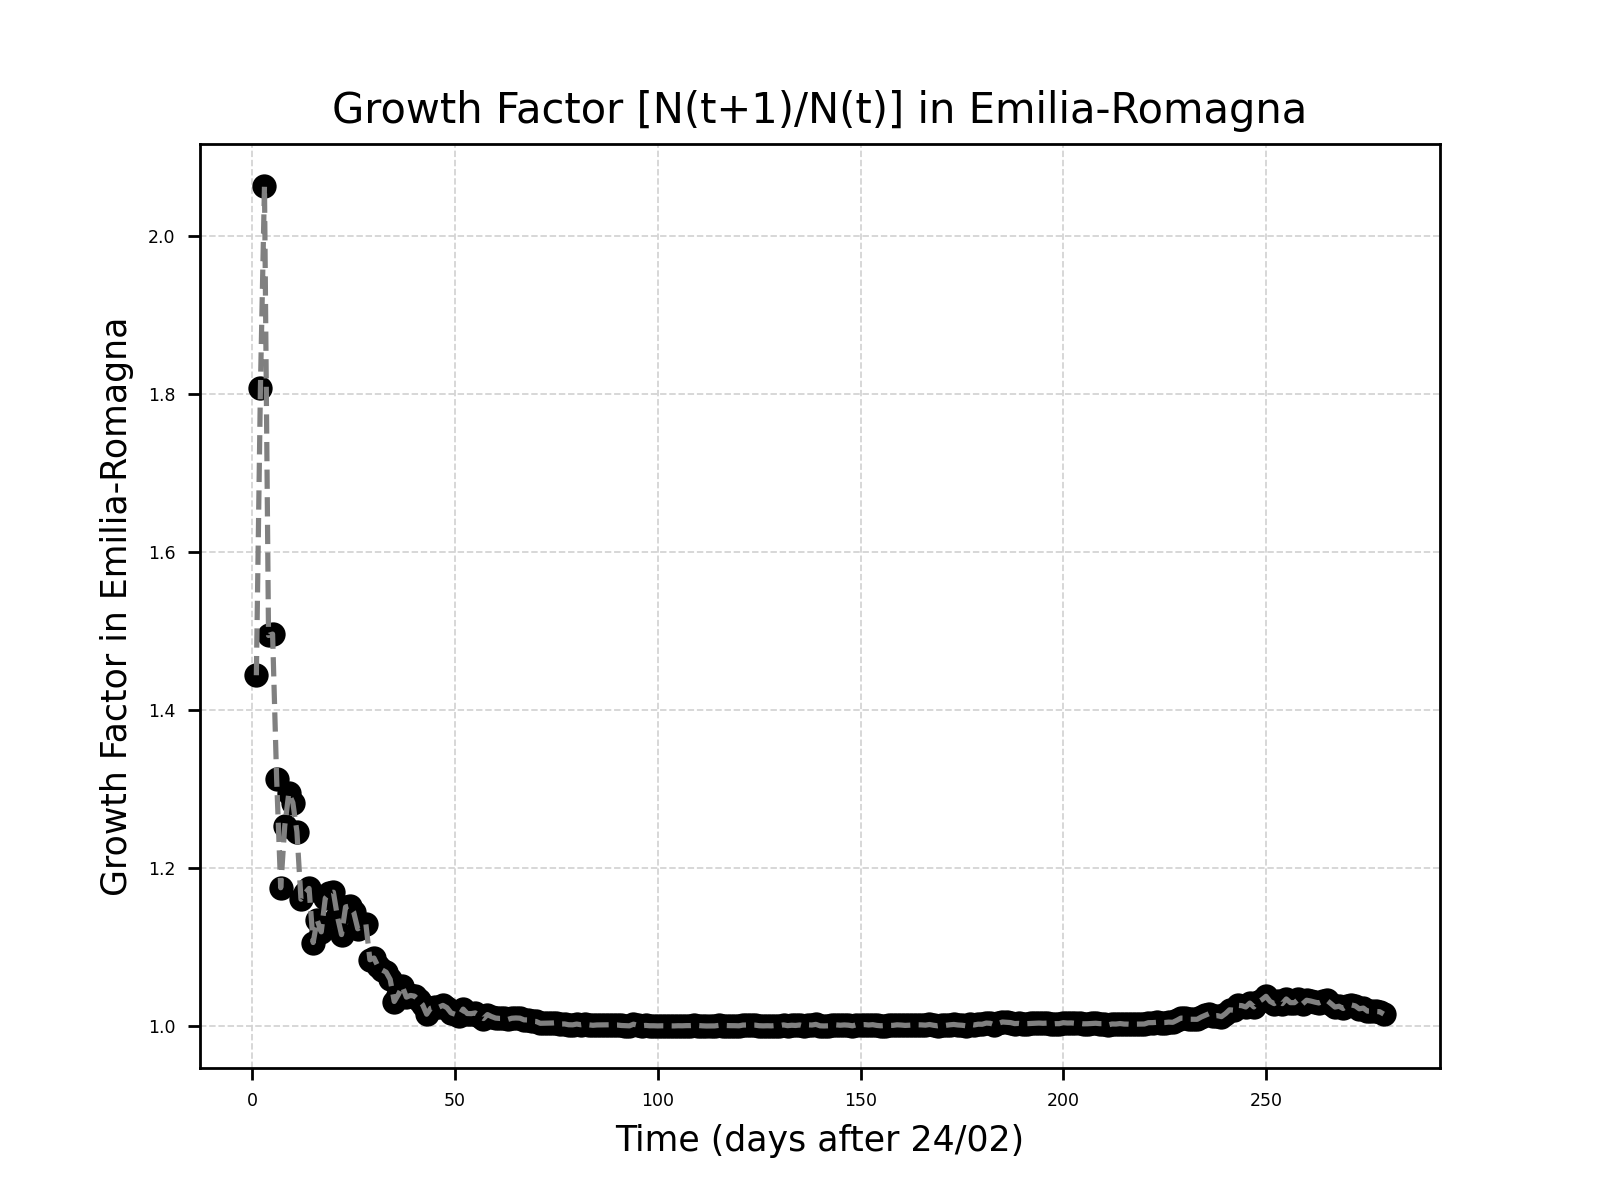 Growth Factor [N(t+1)/N(t)] in Emilia-Romagna
Growth Factor in Emilia-Romagna
2.0
1.8
1.6
1.4
1.2
1.0
0 50 100 150 200 250
Time (days after 24/02)